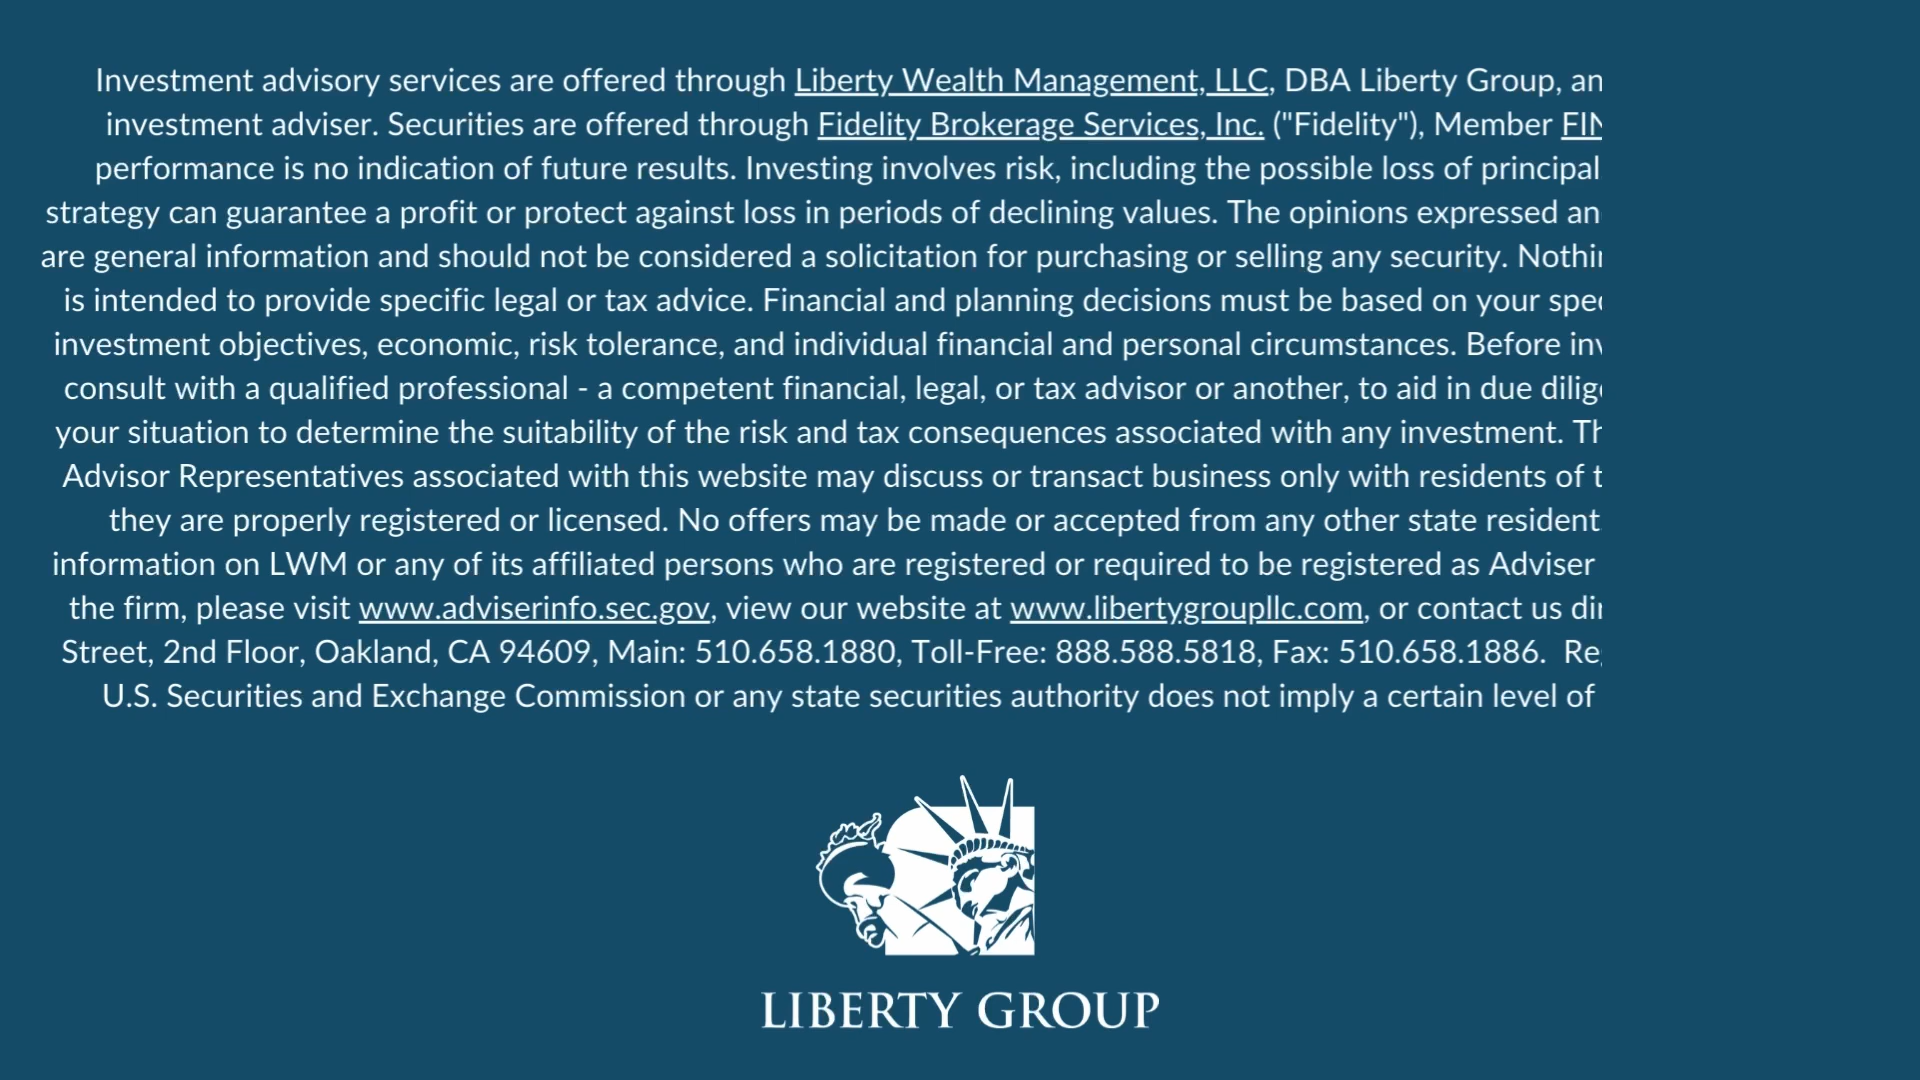 Investment advisory services are offered through Liberty Wealth Management, LLC, DBA Liberty Group, an
investment adviser. Securities are offered through Fidelity Brokerage Services, Inc. ("Fidelity"), Member
performance is no indication of future results. Investing involves risk, including the possible loss of principal
strategy can guarantee a profit or protect against loss in periods of declining values. The opinions expressed
are general information and should not be considered a solicitation for purchasing or selling any security.
is intended to provide specific legal or tax advice. Financial and planning decisions must be based on your
investment objectives, economic, risk tolerance, and individual financial and personal circumstances. Before
consult with a qualified professional - a competent financial, legal, or tax advisor or another, to aid in due
your situation to determine the suitability of the risk and tax consequences associated with any investment.
Advisor Representatives associated with this website may discuss or transact business only with residents of
they are properly registered or licensed. No offers may be made or accepted from any other state
information on LWM or any of its affiliated persons who are registered or required to be registered as Adviser
the firm, please visit www.adviserinfo.sec.gov, view our website at www.libertygroupllc.com, or contact us
Street, 2nd Floor, Oakland, CA 94609, Main: 510.658.1880, Toll-Free: 888.588.5818, Fax: 510.658.1886.
U.S. Securities and Exchange Commission or any state securities authority does not imply a certain level of
LIBERTY GROUP